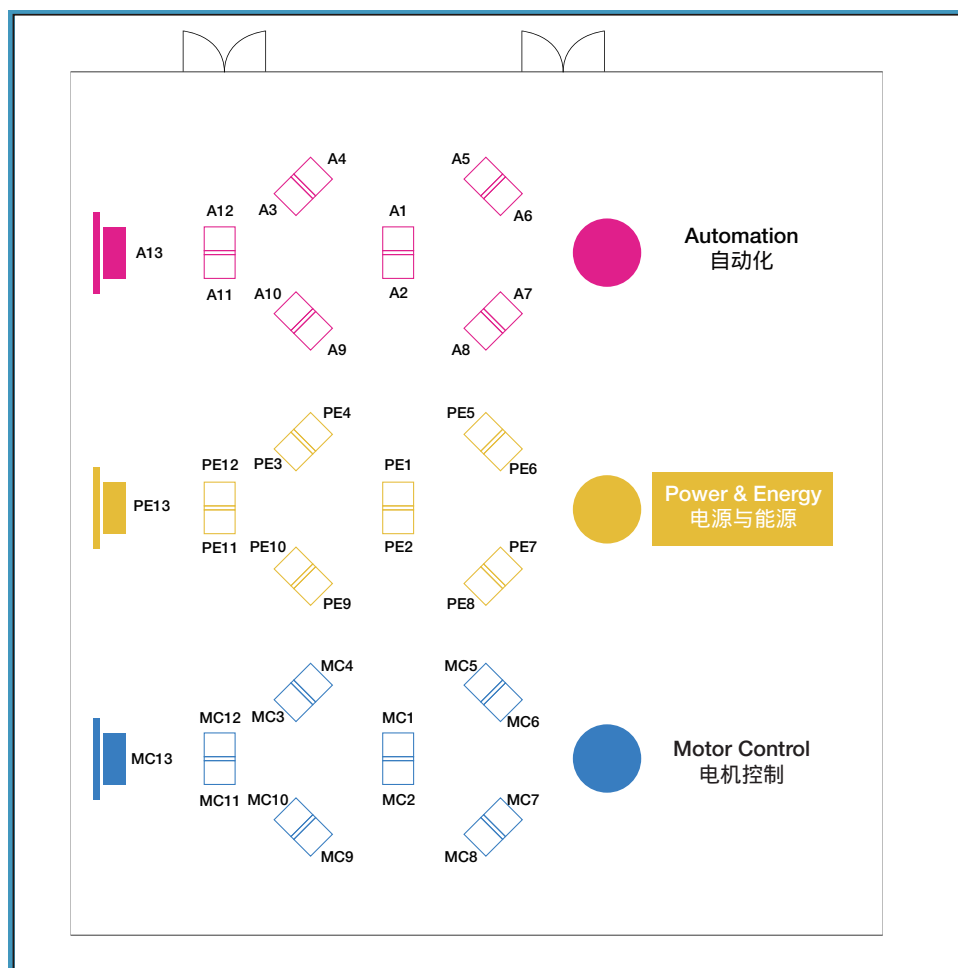 A4
A5
A3
A6
A12
A1
Automation
自动化
A13
A11
A2
A10
A7
A9
A8
PE4
PE5
PE3
PE6
PE12
PE1
Power & Energy
电源与能源
PE13
PE11
PE2
PE10
PE7
PE9
PE8
MC4
MC5
MC3
MC6
MC12
MC1
Motor Control
电机控制
MC13
MC11
MC2
MC10
MC7
MC9
MC8